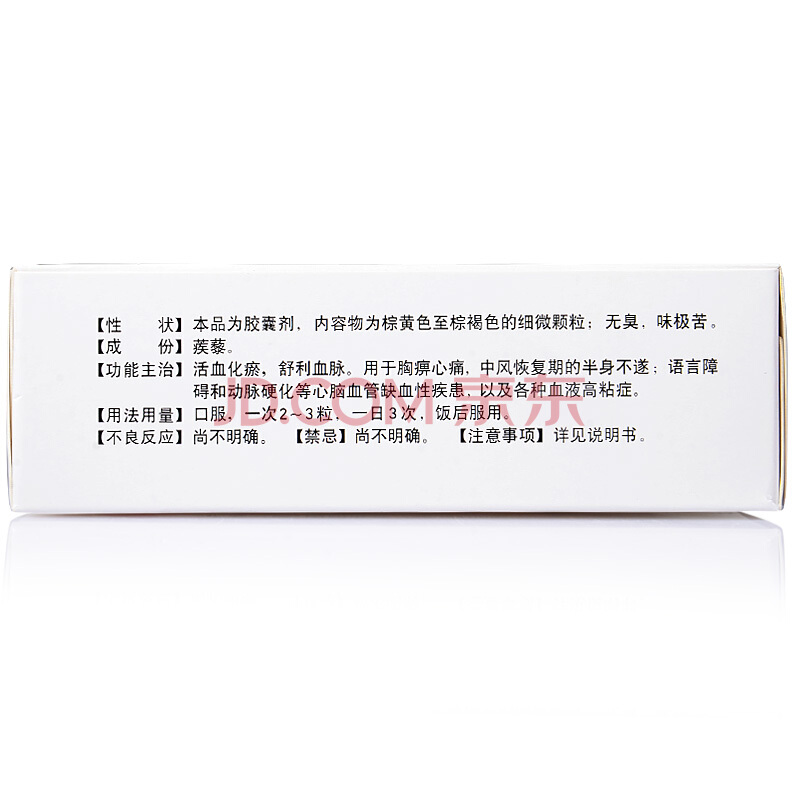 【性　状】本品为胶囊剂，内容物为棕黄色至棕褐色的细微颗粒；无臭，味极苦。
【成　份】蒺藜。
【功能主治】活血化瘀，舒利血脉。用于胸痹心痛，中风恢复期的半身不遂；语言障
碍和动脉硬化等心脑血管缺血性疾患，以及各种血液高粘症。
JD.COM 京东
【用法用量】口服，一次2～3粒。一日3次，饭后服用。
【不良反应】尚不明确。【禁忌】尚不明确。【注意事项】详见说明书。